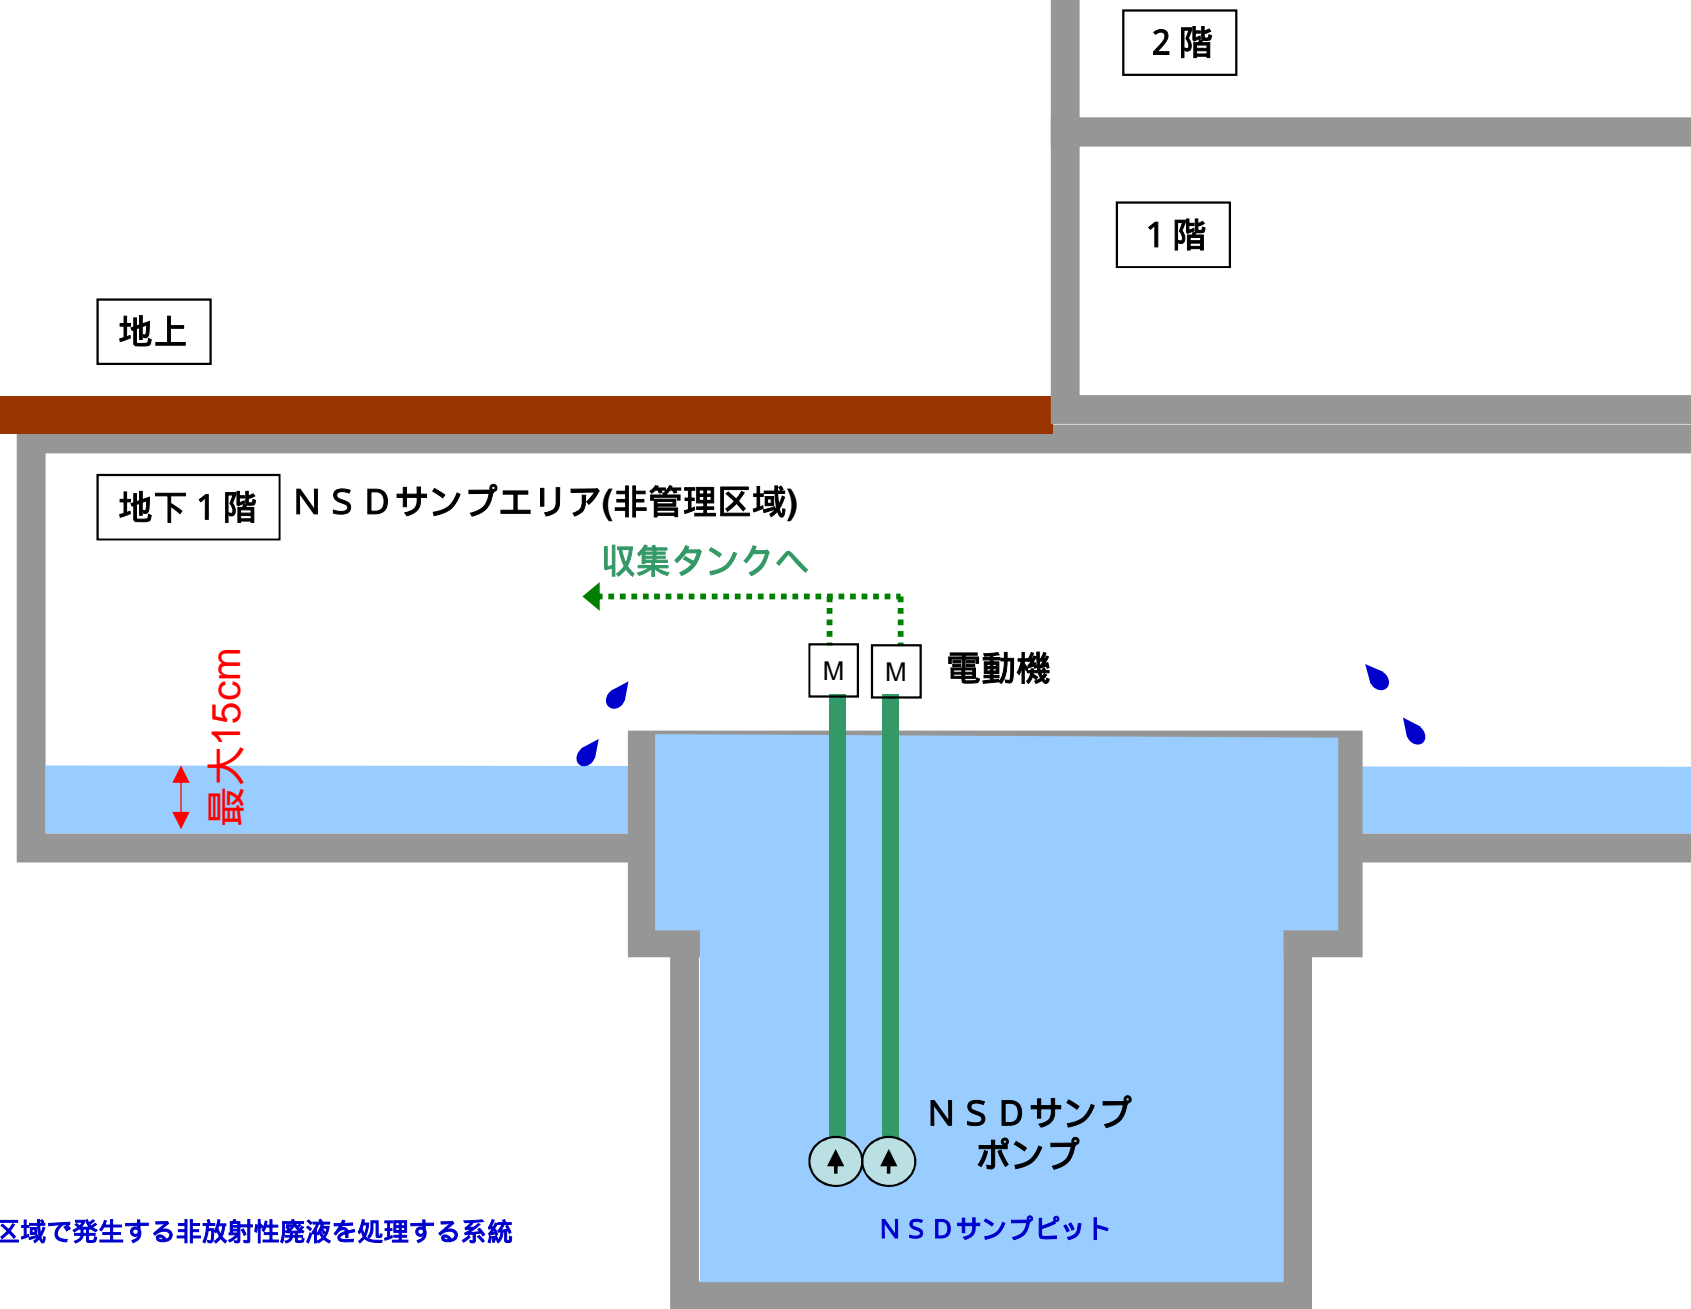 ２階
１階
地上
地下１階
ＮＳＤサンプエリア(非管理区域)
収集タンクへ
M
M
電動機
最大15cm
ＮＳＤサンプ
ポンプ
ＮＳＤサンプピット
区域で発生する非放射性廃液を処理する系統